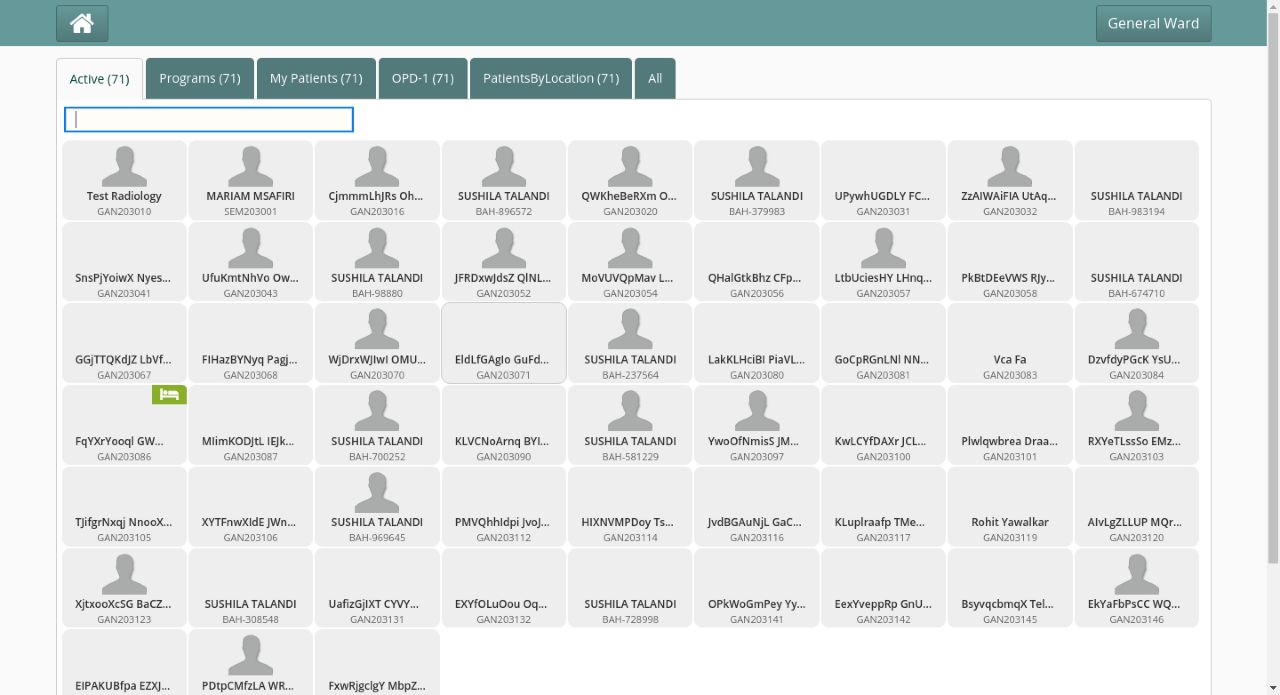 General Ward
Active (71)
Programs (71)
My Patients (71)
OPD-1 (71)
PatientsByLocation (71)
All
Test Radiology
GAN203010
MARIAM MSAFIRI
SEM203001
CjmmmLhJRs Oh...
GAN203016
SUSHILA TALANDI
BAH-896572
QWKheBeRXm O...
GAN203020
SUSHILA TALANDI
BAH-379983
UPywhUGDLY FC...
GAN203031
ZzAIWAiFIA UtAq...
GAN203032
SUSHILA TALANDI
BAH-983194
SnsPjYoiwX Nyes...
GAN203041
UfuKmtNhVo Ow...
GAN203043
SUSHILA TALANDI
BAH-98880
JFRDxwJdsZ QlNL...
GAN203052
MoVUVQpMav L...
GAN203054
QHalGtkBhz CFp...
GAN203056
LtbUciesHY LHnq...
GAN203057
PkBtDEeVWS RJy...
GAN203058
SUSHILA TALANDI
BAH-674710
GGjTTQKdJZ LbVf...
GAN203067
FIHazBYNyq Pagj...
GAN203068
WjDrxWJIwI OMU...
GAN203070
EldLfGAgIo GuFd...
GAN203071
SUSHILA TALANDI
BAH-237564
LakKLHciBI PiaVL...
GAN203080
GoCpRGnLNl NN...
GAN203081
Vca Fa
GAN203083
DzvfdyPGcK YsU...
GAN203084
FqYXrYooql GW...
GAN203086
MlimKODJtL IEJk...
GAN203087
SUSHILA TALANDI
BAH-700252
KLVCNoArnq BYI...
GAN203090
SUSHILA TALANDI
BAH-581229
YwoOfNmisS JM...
GAN203097
KwLCYfDAXr JCL...
GAN203100
Plwlqwbrea Draa...
GAN203101
RXYeTLssSo EMz...
GAN203103
TJifgrNxqj NnooX...
GAN203105
XYTFnwXIdE JWn...
GAN203106
SUSHILA TALANDI
BAH-969645
PMVQhhIdpi JvoJ...
GAN203112
HIXNVMPDoy Ts...
GAN203114
JvdBGAuNjL GaC...
GAN203116
KLuplraafp TMe...
GAN203117
Rohit Yawalkar
GAN203119
AIvLgZLLUP MQr...
GAN203120
XjtxooXcSG BaCZ...
GAN203123
SUSHILA TALANDI
BAH-308548
UafizGjIXT CYVY...
GAN203131
EXYfOLuOou Oq...
GAN203132
SUSHILA TALANDI
BAH-728998
OPkWoGmPey Yy...
GAN203141
EexYveppRp GnU...
GAN203142
BsyvqcbmqX Tel...
GAN203145
EkYaFbPsCC WQ...
GAN203146
EIPAKUBfpa EZXJ...
PDtpCMfzLA WR...
FxwRjgclgY MbpZ...